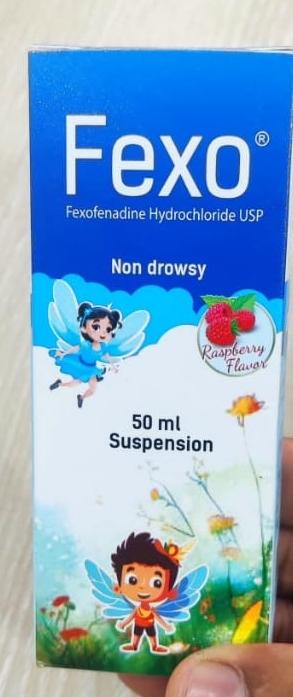 Fexo®
Fexofenadine Hydrochloride USP
Non drowsy
Raspberry
Flavor
50 ml
Suspension